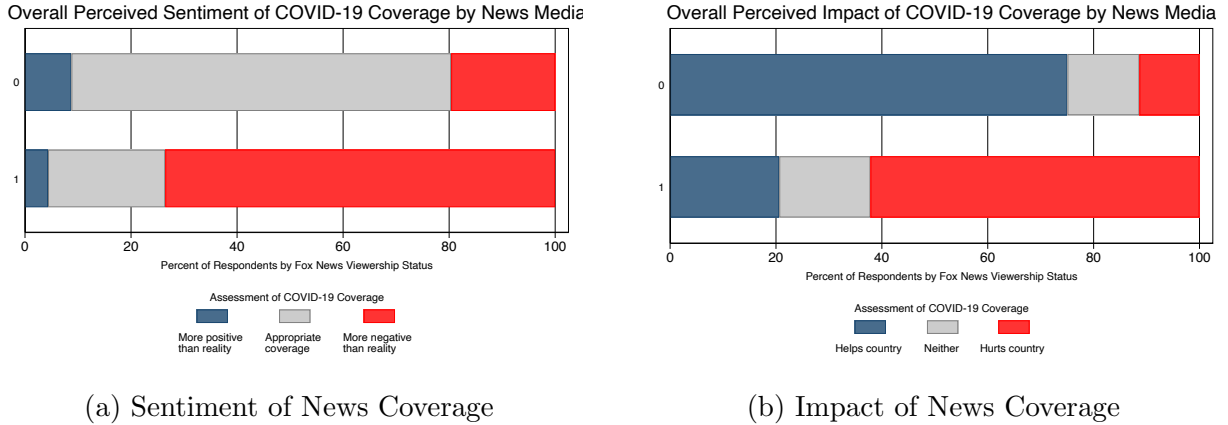 Overall Perceived Sentiment of COVID-19 Coverage by News Media
0
1
0 20 40 60 80 100
Percent of Respondents by Fox News Viewership Status
Assessment of COVID-19 Coverage
More positive than reality
Appropriate coverage
More negative than reality
(a) Sentiment of News Coverage
Overall Perceived Impact of COVID-19 Coverage by News Media
0
1
0 20 40 60 80 100
Percent of Respondents by Fox News Viewership Status
Assessment of COVID-19 Coverage
Helps country Neither Hurts country
(b) Impact of News Coverage